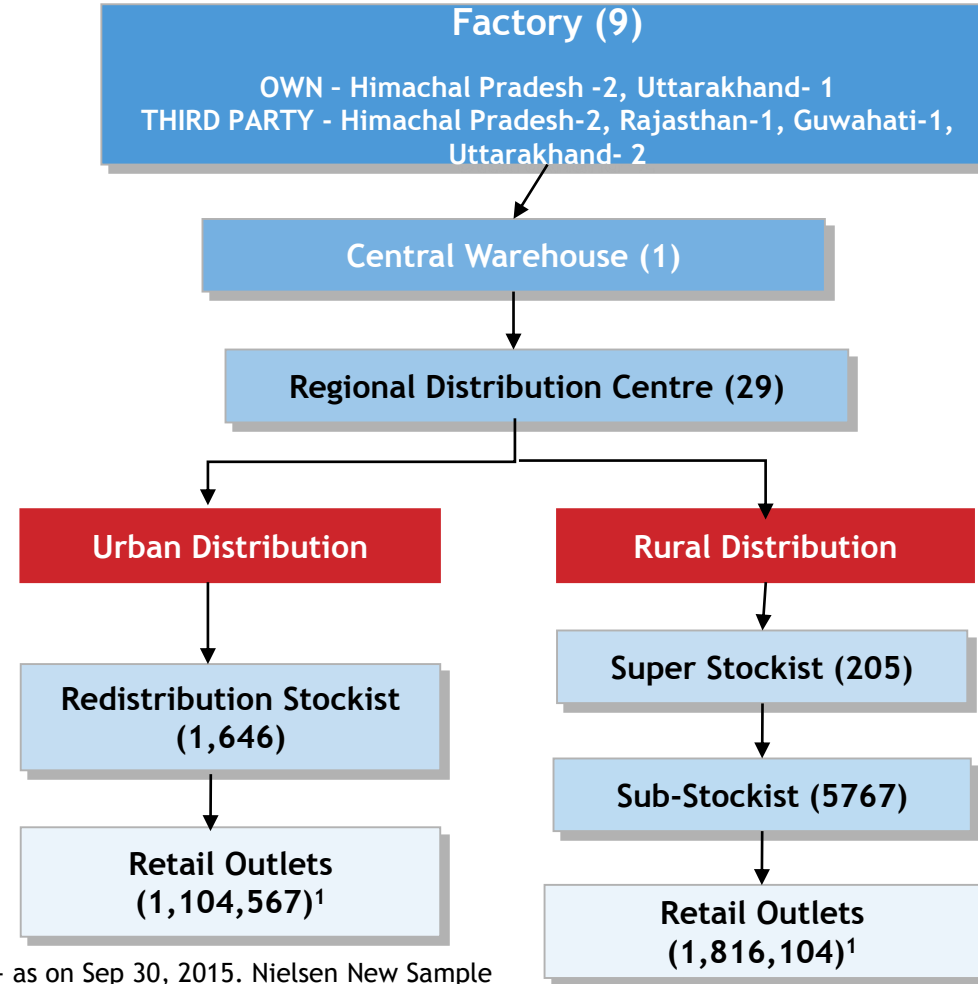 Factory (9)
OWN – Himachal Pradesh -2, Uttarakhand- 1
THIRD PARTY - Himachal Pradesh-2, Rajasthan-1, Guwahati-1,
Uttarakhand- 2
Central Warehouse (1)
Regional Distribution Centre (29)
Urban Distribution
Rural Distribution
Redistribution Stockist
(1,646)
Super Stockist (205)
Sub-Stockist (5767)
Retail Outlets
(1,104,567)¹
Retail Outlets
(1,816,104)¹
- as on Sep 30, 2015. Nielsen New Sample